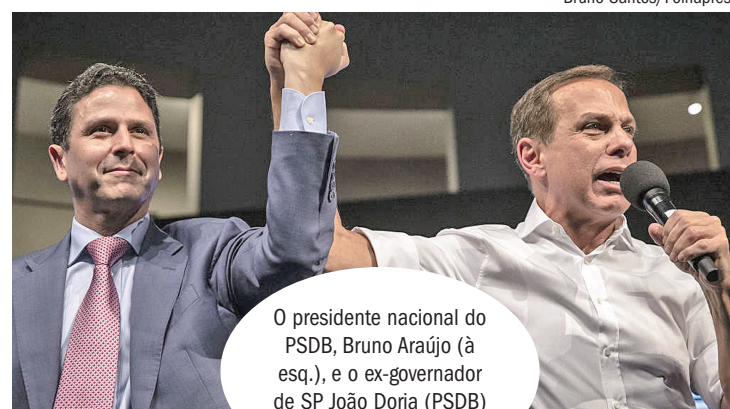 Bruno Santos/Folhapress
O presidente nacional do
PSDB, Bruno Araújo (à
esq.), e o ex-governador
de SP João Doria (PSDB)